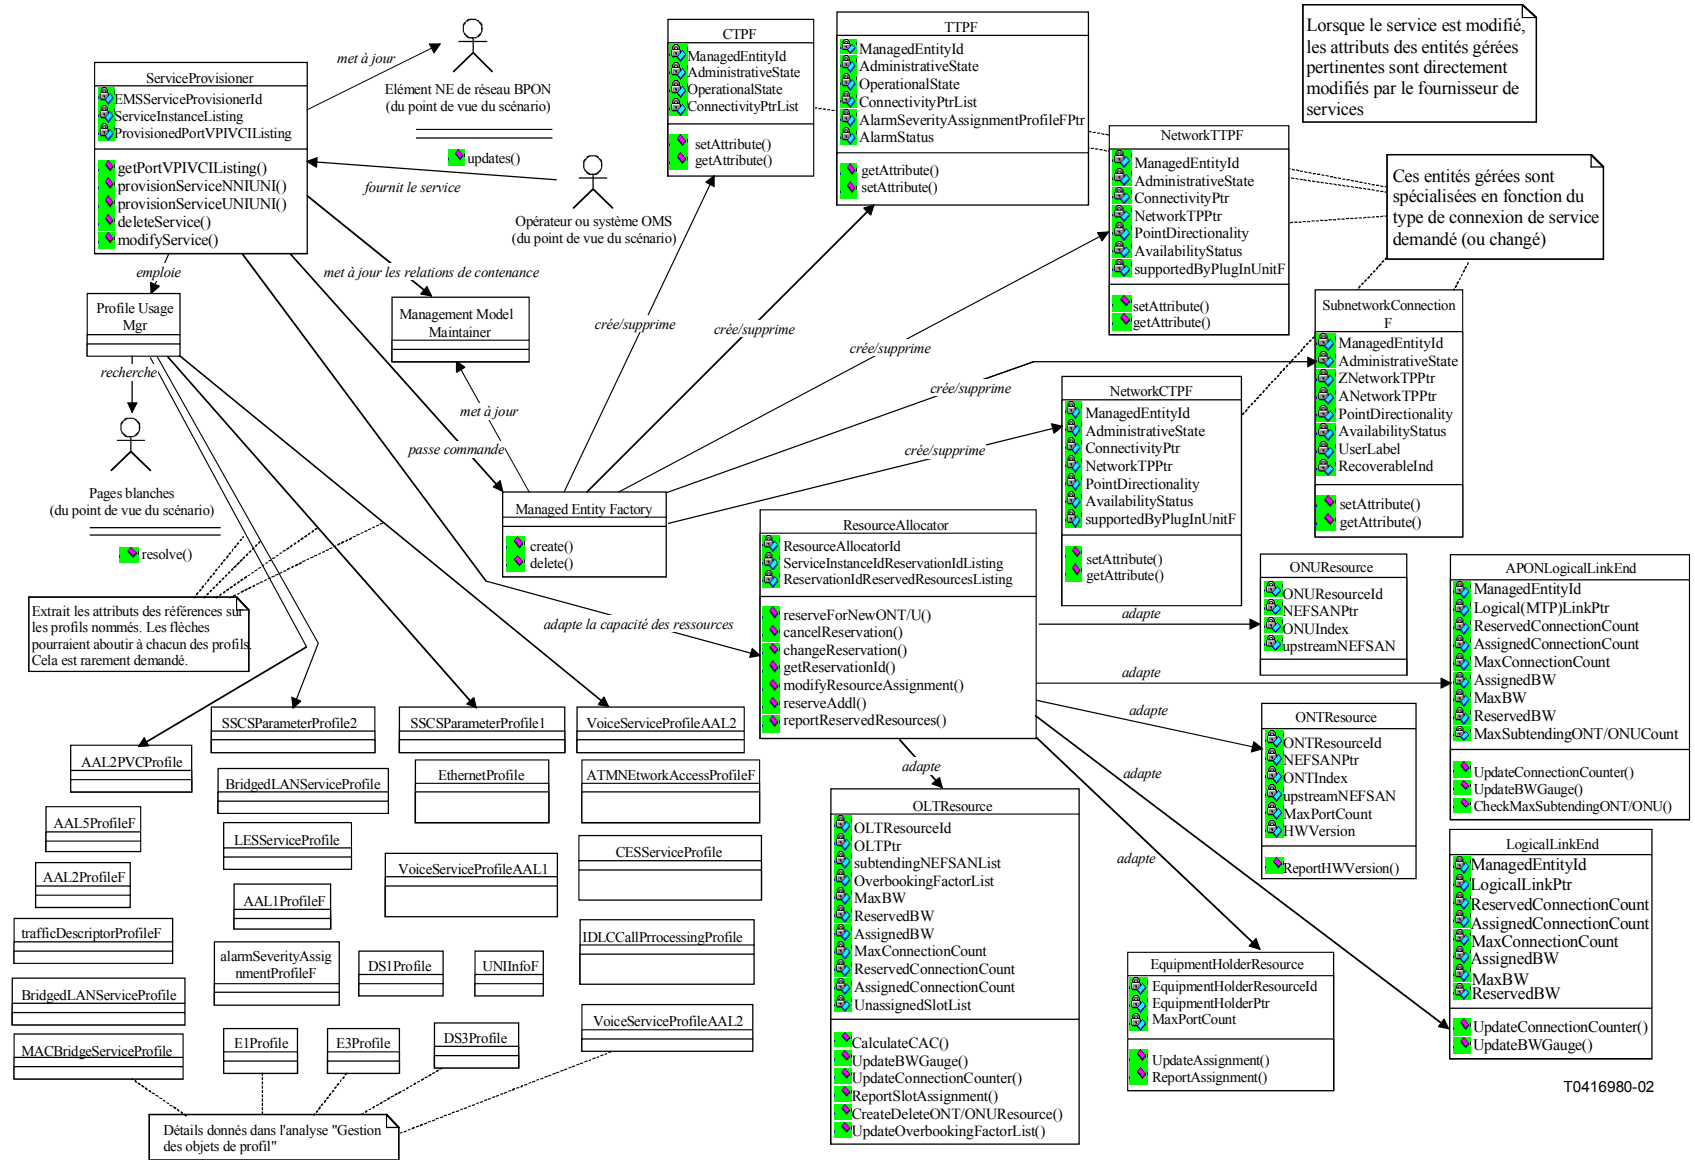 ServiceProvisioner
EMSServiceProvisionerId
ServiceInstanceListing
ProvisionedPortVPIVCIListing
getPortVPIVCIListing()
provisionServiceNNIUNI()
provisionServiceUNIUNI()
deleteService()
modifyService()
met à jour
Elément NE de réseau BPON
(du point de vue du scénario)
updates()
fournit le service
Opérateur ou système OMS
(du point de vue du scénario)
CTPF
ManagedEntityId
AdministrativeState
OperationalState
ConnectivityPtrList
setAttribute()
getAttribute()
TTPF
ManagedEntityId
AdministrativeState
OperationalState
ConnectivityPtrList
AlarmSeverityAssignmentProfileFPtr
AlarmStatus
getAttribute()
setAttribute()
NetworkTTPF
ManagedEntityId
AdministrativeState
ConnectivityPtr
NetworkTPPtr
PointDirectionality
AvailabilityStatus
supportedByPlugInUnitF
setAttribute()
getAttribute()
Lorsque le service est modifié,
les attributs des entités gérées
pertinentes sont directement
modifiés par le fournisseur de
services
Ces entités gérées sont
spécialisées en fonction du
type de connexion de service
demandé (ou changé)
SubnetworkConnection
F
ManagedEntityId
AdministrativeState
ZNetworkTPPtr
ANetworkTPPtr
PointDirectionality
AvailabilityStatus
UserLabel
RecoverableInd
setAttribute()
getAttribute()
emploie
met à jour les relations de contenance
Profile Usage
Mgr
Management Model
Maintainer
recherche
met à jour
passe commande
crée/supprime
crée/supprime
crée/supprime
crée/supprime
crée/supprime
NetworkCTPF
ManagedEntityId
AdministrativeState
ConnectivityPtr
NetworkTPPtr
PointDirectionality
AvailabilityStatus
supportedByPlugInUnitF
setAttribute()
getAttribute()
Pages blanches
(du point de vue du scénario)
resolve()
Managed Entity Factory
create()
delete()
Extrait les attributs des références sur
les profils nommés. Les flèches
pourraient aboutir à chacun des profils.
Cela est rarement demandé.
adapte la capacité des ressources
ResourceAllocator
ResourceAllocatorId
ServiceInstanceIdReservationIdListing
ReservationIdReservedResourcesListing
reserveForNewONT/U()
cancelReservation()
changeReservation()
getReservationId()
modifyResourceAssignment()
reserveAddl()
reportReservedResources()
adapte
adapte
adapte
adapte
adapte
adapte
ONUResource
ONUResourceId
NEFSANPtr
ONUIndex
upstreamNEFSAN
APONLogicalLinkEnd
ManagedEntityId
Logical(MTP)LinkPtr
ReservedConnectionCount
AssignedConnectionCount
MaxConnectionCount
AssignedBW
MaxBW
ReservedBW
MaxSubtendingONT/ONUCount
UpdateConnectionCounter()
UpdateBWGauge()
CheckMaxSubtendingONT/ONU()
ONTResource
ONTResourceId
NEFSANPtr
ONTIndex
upstreamNEFSAN
MaxPortCount
HWVersion
ReportHWVersion()
LogicalLinkEnd
ManagedEntityId
LogicalLinkPtr
ReservedConnectionCount
AssignedConnectionCount
MaxConnectionCount
AssignedBW
MaxBW
ReservedBW
UpdateConnectionCounter()
UpdateBWGauge()
OLTResource
OLTResourceId
OLTPtr
subtendingNEFSANList
OverbookingFactorList
MaxBW
ReservedBW
AssignedBW
MaxConnectionCount
ReservedConnectionCount
AssignedConnectionCount
UnassignedSlotList
CalculateCAC()
UpdateBWGauge()
UpdateConnectionCounter()
ReportSlotAssignment()
CreateDeleteONT/ONUResource()
UpdateOverbookingFactorList()
EquipmentHolderResource
EquipmentHolderResourceId
EquipmentHolderPtr
MaxPortCount
UpdateAssignment()
ReportAssignment()
SSCSParameterProfile2
SSCSParameterProfile1
VoiceServiceProfileAAL2
AAL2PVCProfile
BridgedLANServiceProfile
EthernetProfile
ATMNEtworkAccessProfileF
AAL5ProfileF
LESServiceProfile
VoiceServiceProfileAAL1
CESServiceProfile
AAL2ProfileF
AAL1ProfileF
trafficDescriptorProfileF
alarmSeverityAssig
nmentProfileF
DS1Profile
UNIInfoF
IDLCCallPrrocessingProfile
BridgedLANServiceProfile
MACBridgeServiceProfile
E1Profile
E3Profile
DS3Profile
VoiceServiceProfileAAL2
Détails donnés dans l'analyse "Gestion
des objets de profil"
T0416980-02